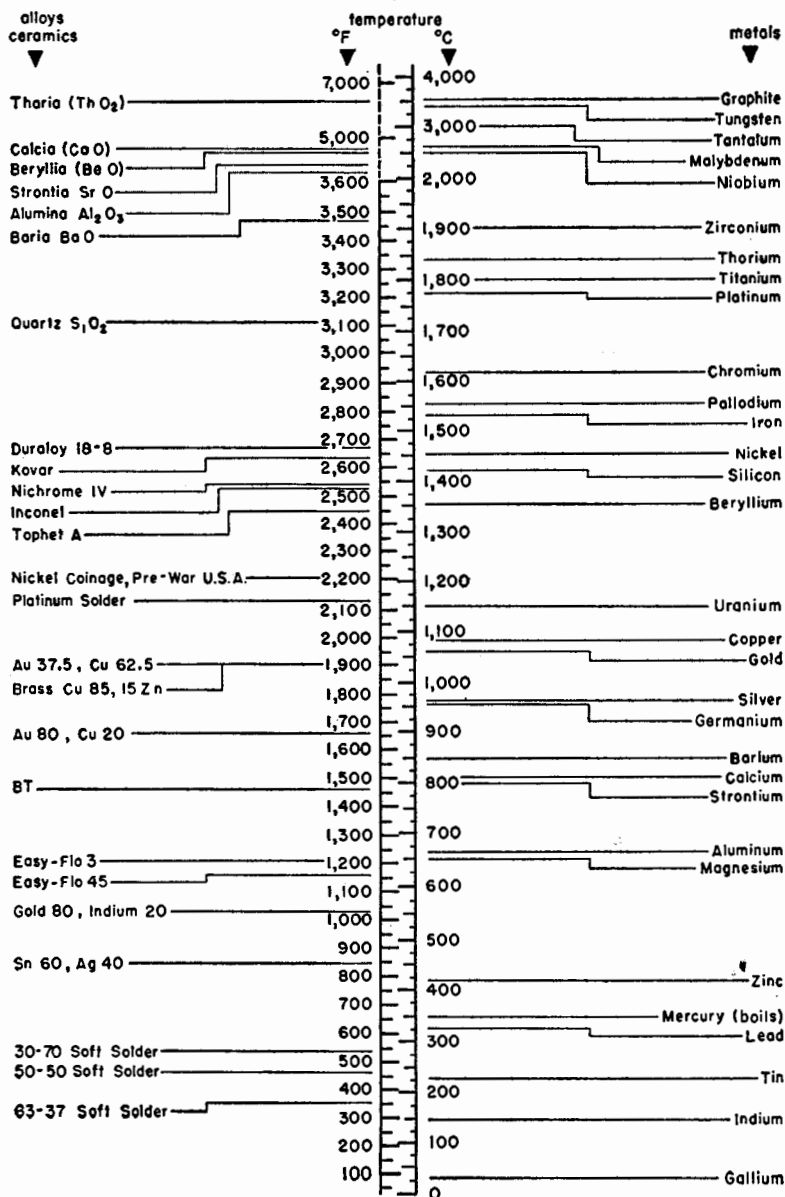 alloys
ceramics
temperature
°F
°C
metals
7,000
5,000
3,600
3,500
3,400
3,300
3,200
3,100
3,000
2,900
2,800
2,700
2,600
2,500
2,400
2,300
2,200
2,100
2,000
1,900
1,800
1,700
1,600
1,500
1,400
1,300
1,200
1,100
1,000
900
800
700
600
500
400
300
200
100
4,000
3,000
2,000
1,900
1,800
1,700
1,600
1,500
1,400
1,300
1,200
1,100
1,000
900
800
700
600
500
400
300
200
100
0
Tharia (Th O₂)
Calcia (Ca O)
Beryllia (Be O)
Strontia Sr O
Alumina Al₂O₃
Baria Ba O
Quartz S₁O₂
Duraloy 18-8
Kovar
Nichrome IV
Inconel
Tophet A
Nickel Coinage, Pre-War U.S.A.
Platinum Solder
Au 37.5, Cu 62.5
Brass Cu 85, 15 Zn
Au 80, Cu 20
BT
Easy-Flo 3
Easy-Flo 45
Gold 80, Indium 20
Sn 60, Ag 40
30-70 Soft Solder
50-50 Soft Solder
63-37 Soft Solder
Graphite
Tungsten
Tantalum
Malybdenum
Niobium
Zirconium
Thorium
Titanium
Platinum
Chromium
Pallodium
Iron
Nickel
Silicon
Beryllium
Uranium
Copper
Gold
Silver
Germanium
Barium
Calcium
Strontium
Aluminum
Magnesium
Zinc
Mercury (boils)
Lead
Tin
Indium
Gallium